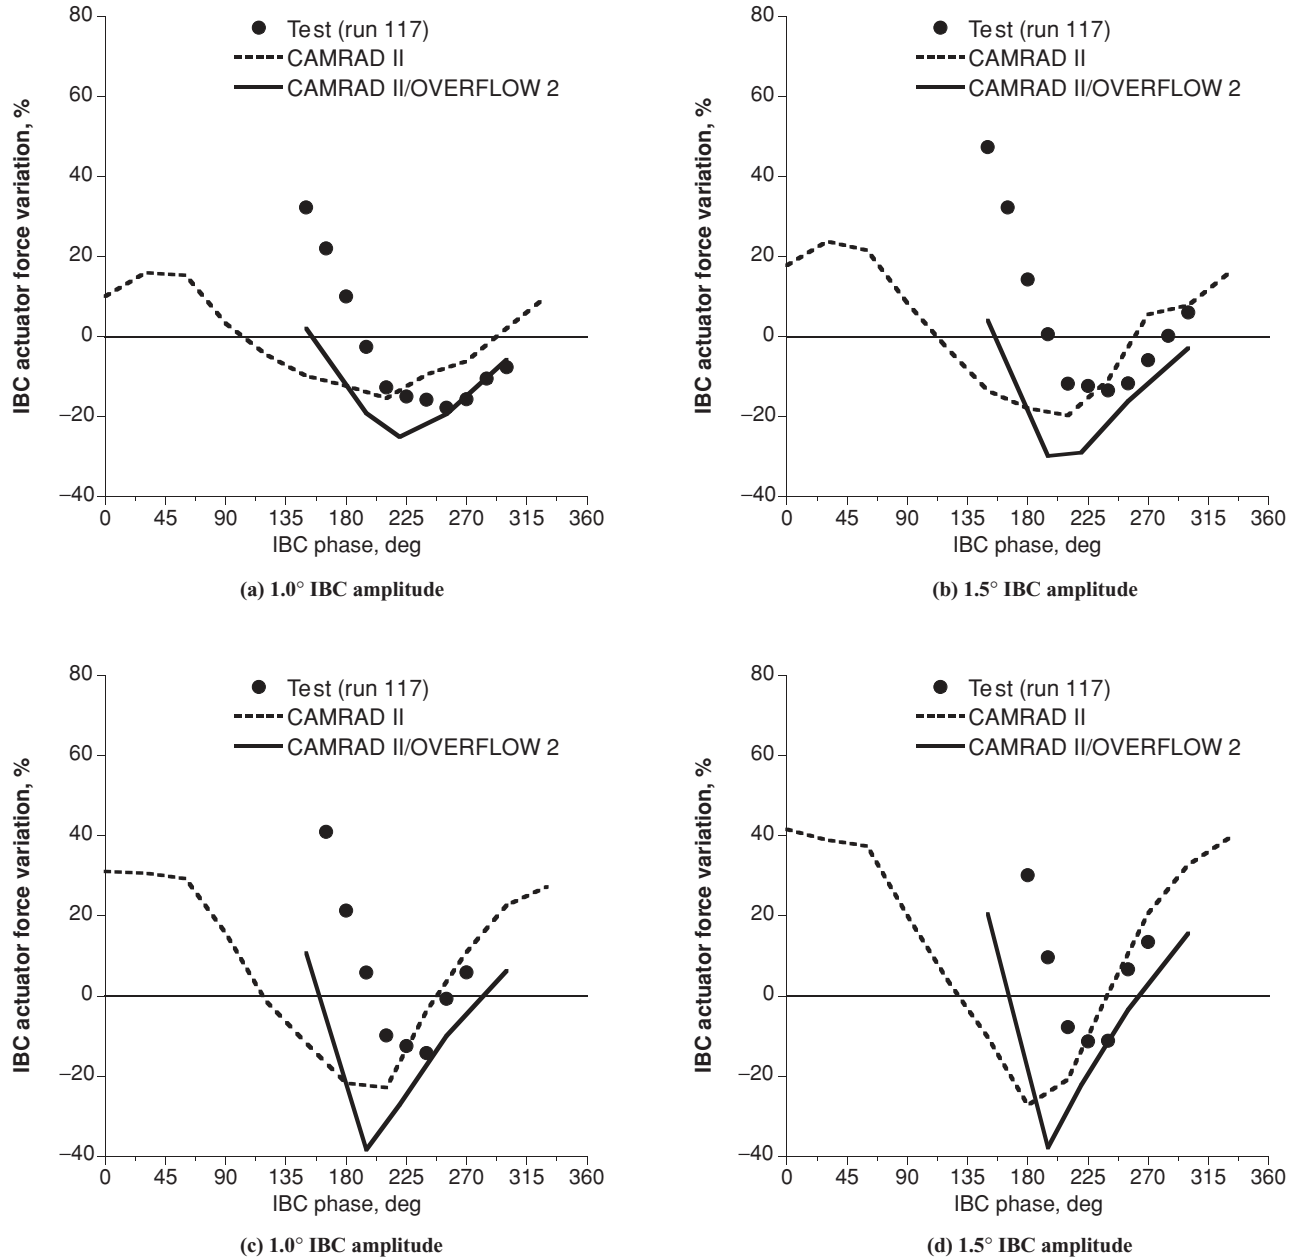 80
60
40
20
0
–20
–40
IBC actuator force variation, %
Test (run 117)
CAMRAD II
CAMRAD II/OVERFLOW 2
0 45 90 135 180 225 270 315 360
IBC phase, deg
(a) 1.0° IBC amplitude
80
60
40
20
0
–20
–40
IBC actuator force variation, %
Test (run 117)
CAMRAD II
CAMRAD II/OVERFLOW 2
0 45 90 135 180 225 270 315 360
IBC phase, deg
(b) 1.5° IBC amplitude
80
60
40
20
0
–20
–40
IBC actuator force variation, %
Test (run 117)
CAMRAD II
CAMRAD II/OVERFLOW 2
0 45 90 135 180 225 270 315 360
IBC phase, deg
(c) 1.0° IBC amplitude
80
60
40
20
0
–20
–40
IBC actuator force variation, %
Test (run 117)
CAMRAD II
CAMRAD II/OVERFLOW 2
0 45 90 135 180 225 270 315 360
IBC phase, deg
(d) 1.5° IBC amplitude